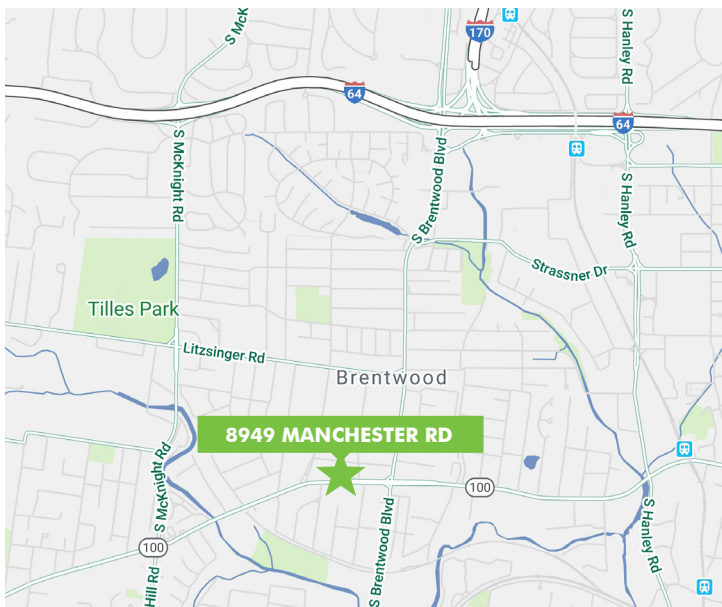 S McK
170
S Hanley Rd
64
64
S McKnight Rd
S Brentwood Blvd
S Hanley Rd
Strassner Dr
Tilles Park
Litzsinger Rd
Brentwood
8949 MANCHESTER RD
S McKnight Rd
100
100
S Hanley Rd
S Brentwood Blvd
Hill Rd